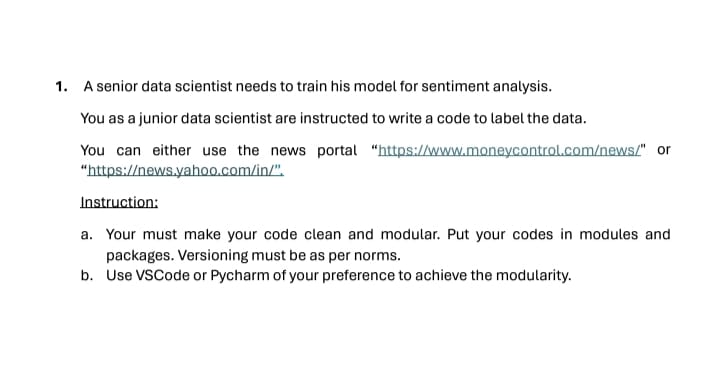 1. A senior data scientist needs to train his model for sentiment analysis.
You as a junior data scientist are instructed to write a code to label the data.
You can either use the news portal “https://www.moneycontrol.com/news/" or
“https://news.yahoo.com/in/".
Instruction:
a. Your must make your code clean and modular. Put your codes in modules and
packages. Versioning must be as per norms.
b. Use VSCode or Pycharm of your preference to achieve the modularity.